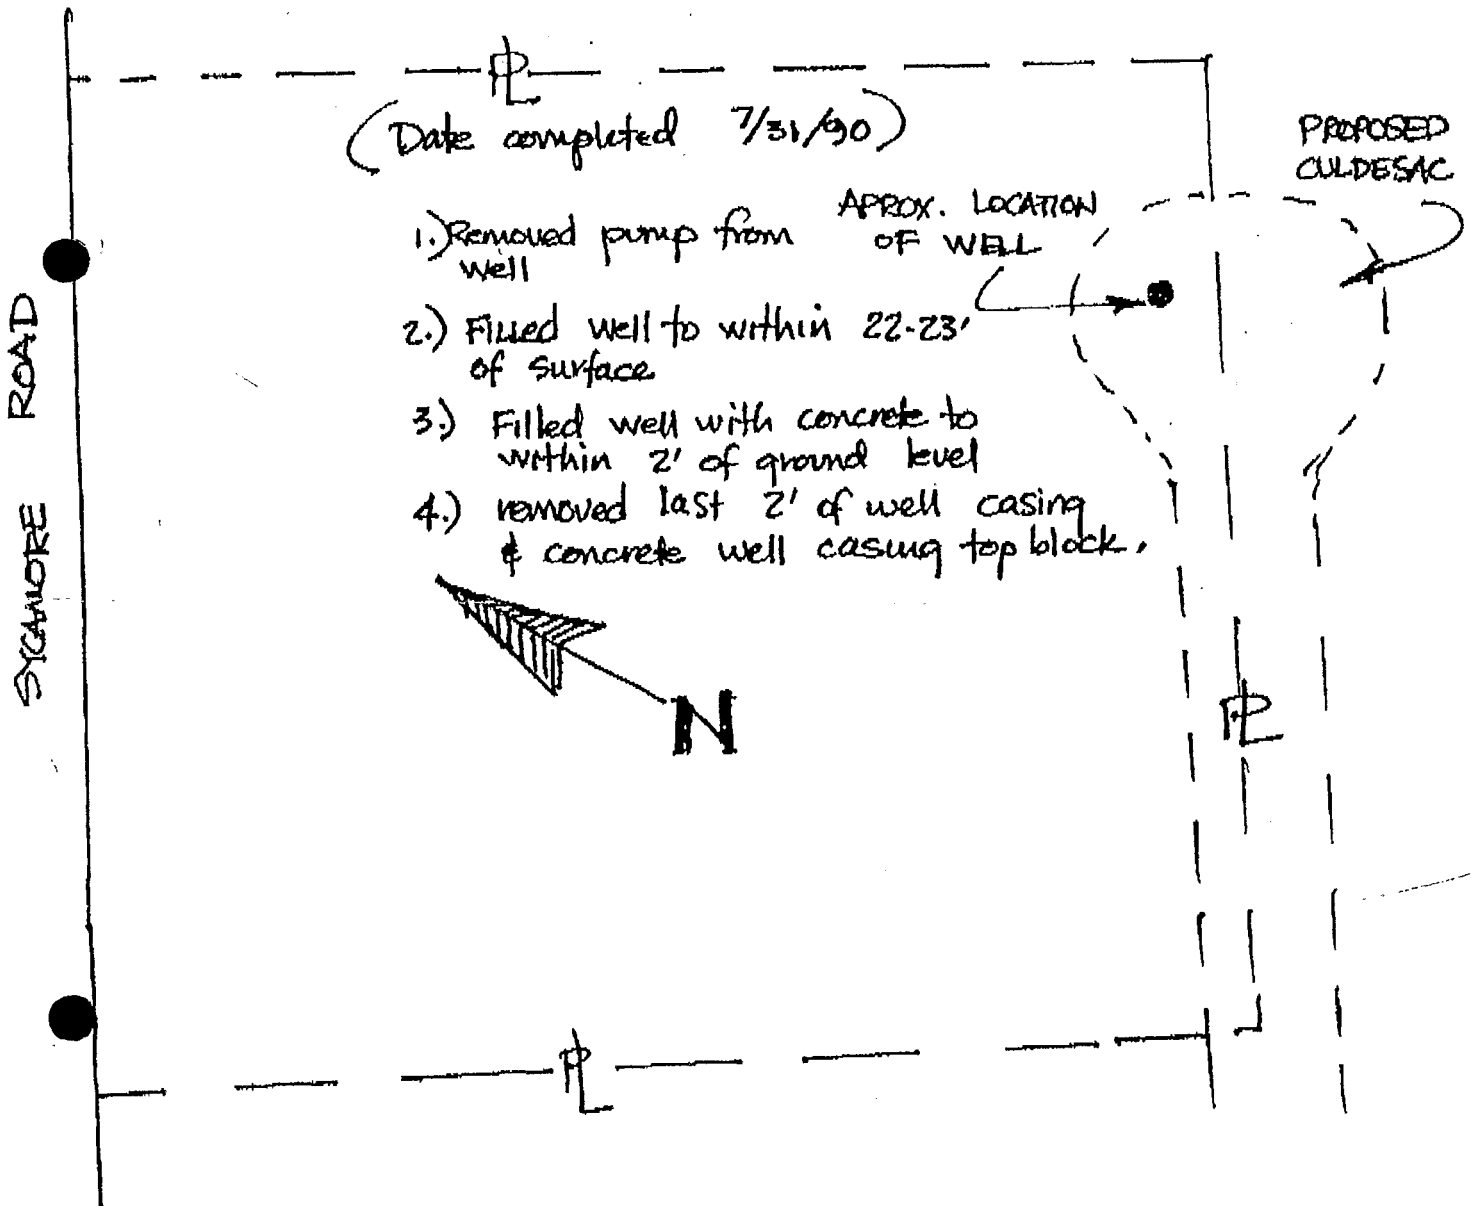 PL
(Date completed 7/31/90)
PROPOSED
CULDESAC
APROX. LOCATION
OF WELL
1.) Removed pump from
well
2.) Filled well to within 22-23'
of surface
3.) Filled well with concrete to
within 2' of ground level
4.) removed last 2' of well casing
& concrete well casing top block.
SYCAMORE ROAD
N
PL
PL